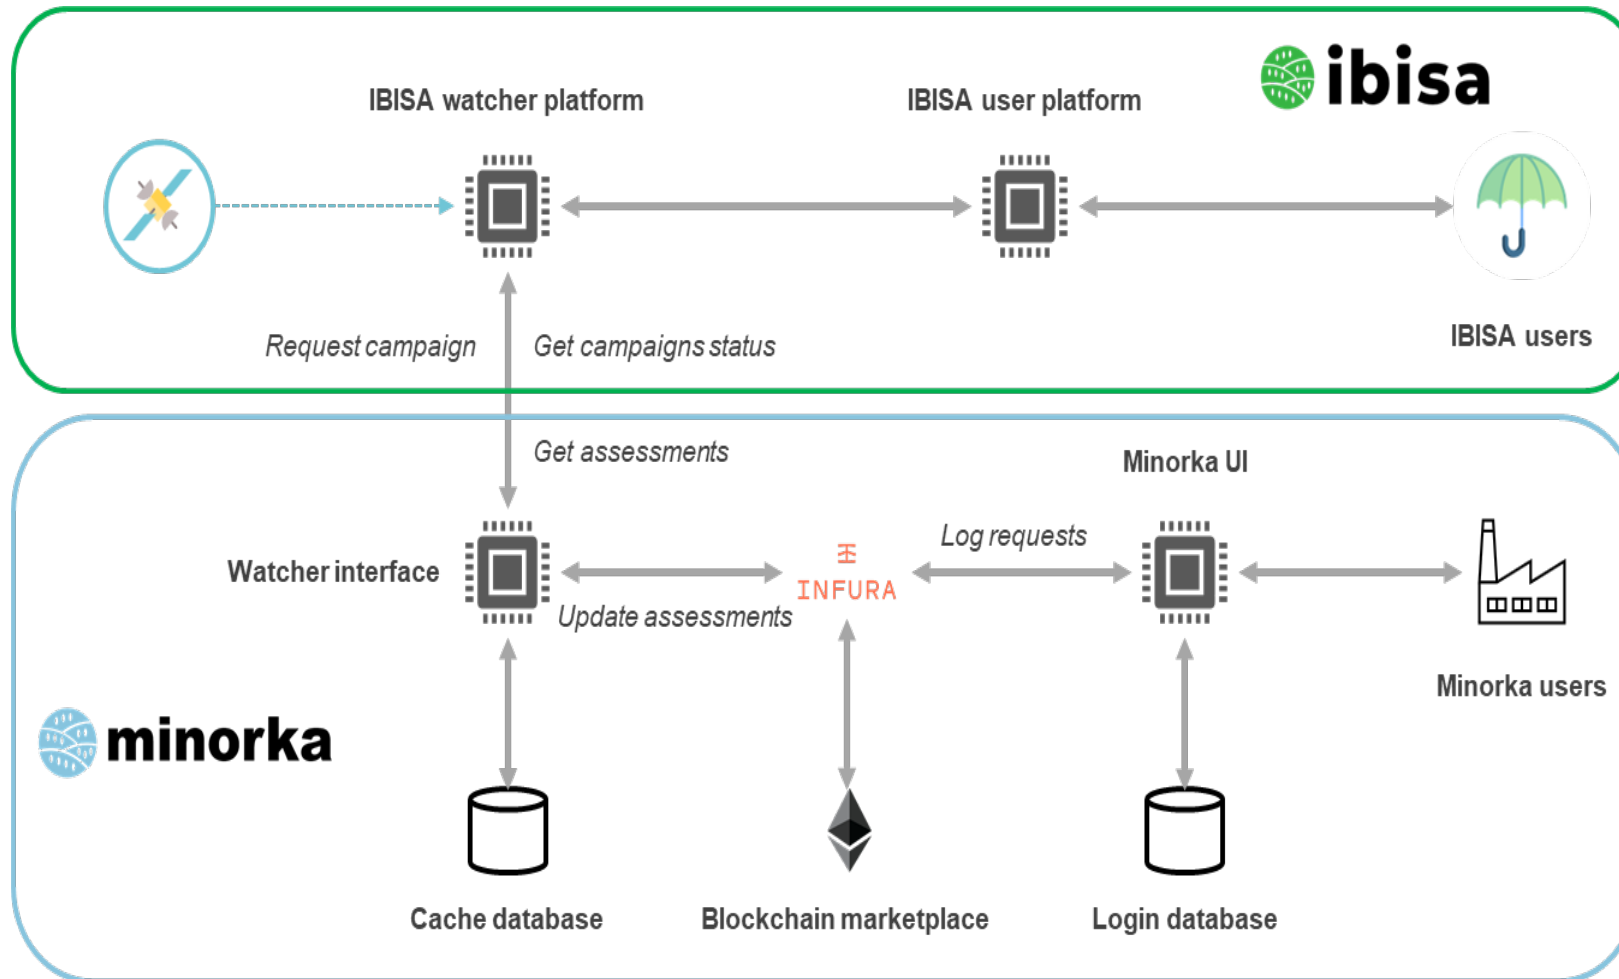 ibisa
IBISA watcher platform
IBISA user platform
Request campaign
Get campaigns status
IBISA users
Get assessments
Minorka UI
Log requests
Watcher interface
INFURA
Update assessments
Minorka users
minorka
Cache database
Blockchain marketplace
Login database